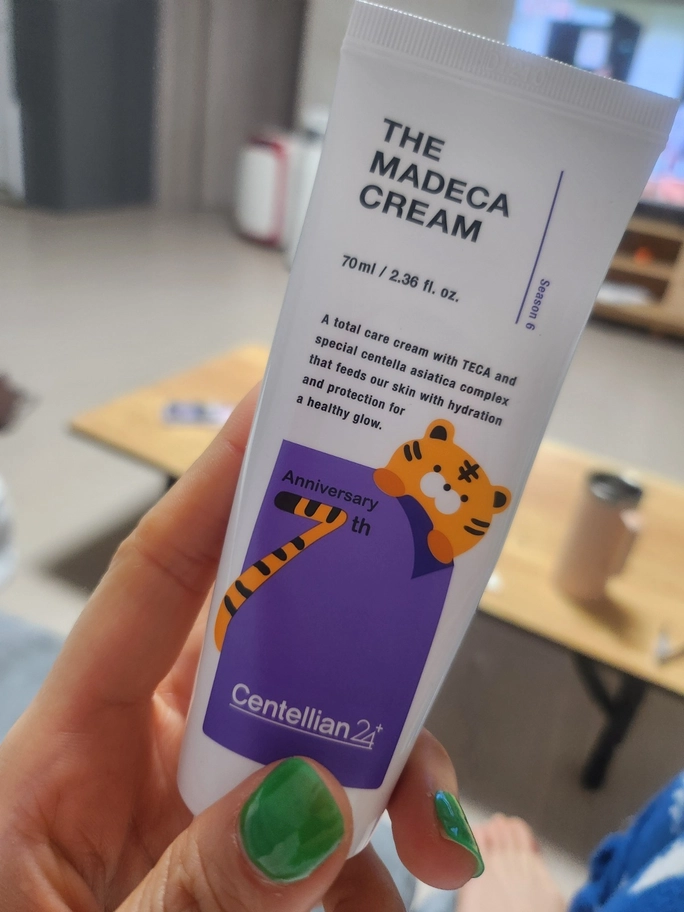 THE
MADECA
CREAM
70ml / 2.36 fl. oz.
Season 6
A total care cream with TECA and
special centella asiatica complex
that feeds our skin with hydration
and protection for
a healthy glow.
Anniversary
7th
Centellian24+